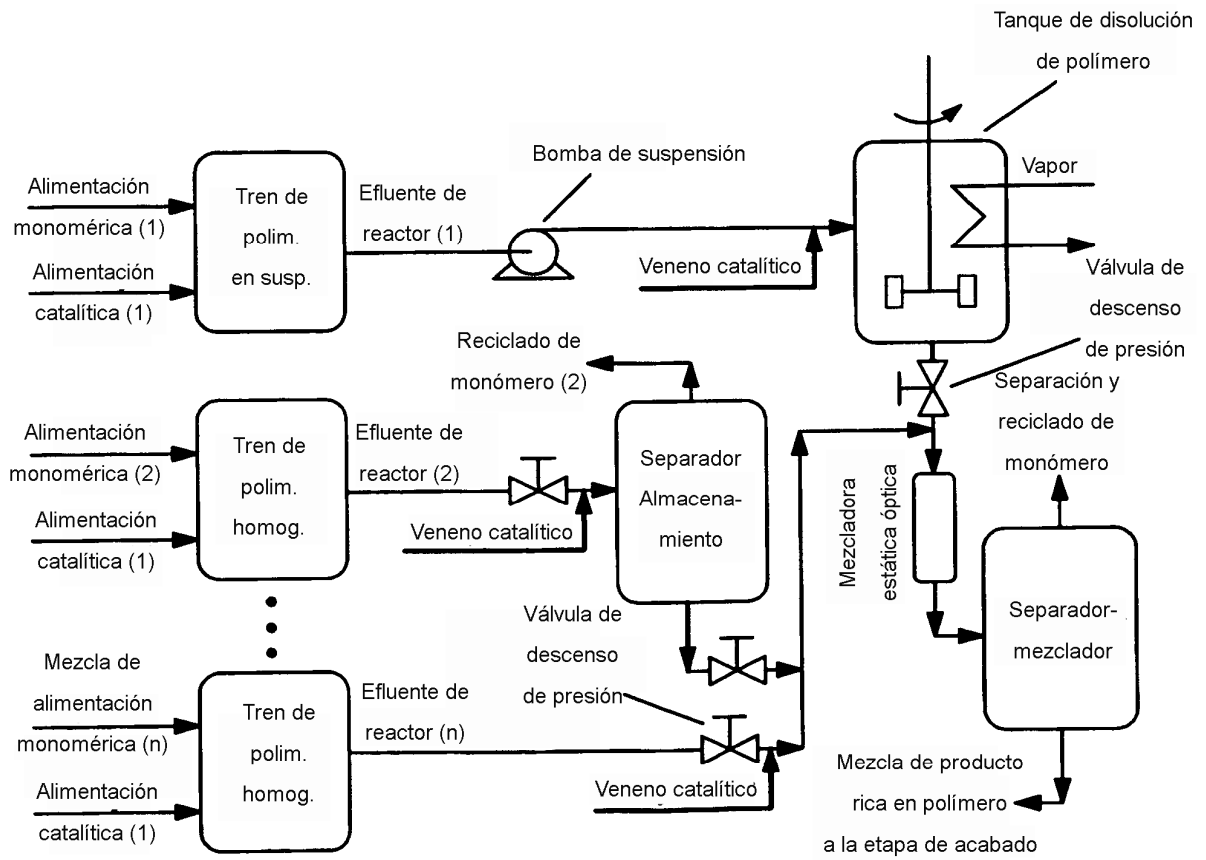 Tanque de disolución
de polímero
Bomba de suspensión
Vapor
Alimentación
monomérica (1)
Tren de
polim.
en susp.
Efluente de
reactor (1)
Alimentación
catalítica (1)
Veneno catalítico
Válvula de
descenso
de presión
Reciclado de
monómero (2)
Separación y
reciclado de
monómero
Alimentación
monomérica (2)
Tren de
polim.
homog.
Efluente de
reactor (2)
Alimentación
catalítica (1)
Veneno catalítico
Separador
Almacena-
miento
Mezcladora
estática óptica
Separador-
mezclador
Válvula de
descenso
de presión
Mezcla de
alimentación
monomérica (n)
Tren de
polim.
homog.
Efluente de
reactor (n)
Alimentación
catalítica (1)
Veneno catalítico
Mezcla de producto
rica en polímero
a la etapa de acabado